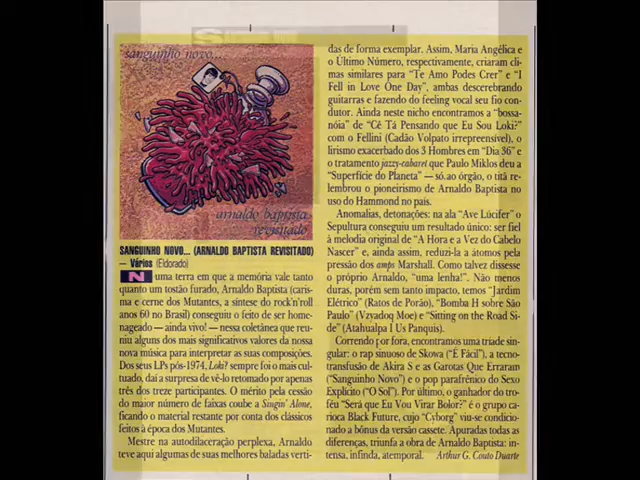 sanguinho novo...
arnaldo baptista
revisitado
SANGUINHO NOVO... (ARNALDO BAPTISTA REVISITADO)
— Vários (Eldorado)
Numa terra em que a memória vale tanto
quanto um tostão furado, Arnaldo Baptista (caris-
ma e cerne dos Mutantes, a síntese do rock'n'roll
anos 60 no Brasil) conseguiu o feito de ser home-
nageado — ainda vivo! — nessa coletânea que reu-
niu alguns dos mais significativos valores da nossa
nova música para interpretar as suas composições.
Dos seus LPs pós-1974, Loki? sempre foi o mais cul-
tuado, daí a surpresa de vê-lo retomado por apenas
três dos treze participantes. O mérito pela cessão
do maior número de faixas coube a Singin' Alone,
ficando o material restante por conta dos clássicos
feitos à época dos Mutantes.
Mestre na autodilaceração perplexa, Arnaldo
teve aqui algumas de suas melhores baladas verti-
das de forma exemplar. Assim, Maria Angélica e
o Último Número, respectivamente, criaram cli-
mas similares para "Te Amo Podes Crer" e "I
Fell in Love One Day", ambas descerebrando
guitarras e fazendo do feeling vocal seu fio con-
dutor. Ainda neste nicho encontramos a "bossa-
nóia" de "Cê Tá Pensando que Eu Sou Loki?"
com o Fellini (Cadão Volpato irrepreensível), o
lirismo exacerbado dos 3 Hombres em "Dia 36" e
o tratamento jazzy-cabaret que Paulo Miklos deu a
"Superfície do Planeta" — só, ao órgão, o titã re-
lembrou o pioneirismo de Arnaldo Baptista no
uso do Hammond no país.
Anomalias, detonações: na ala "Ave Lúcifer" o
Sepultura conseguiu um resultado único: ser fiel
à melodia original de "A Hora e a Vez do Cabelo
Nascer" e, ainda assim, reduzi-la a átomos pela
pressão dos amps Marshall. Como talvez dissesse
o próprio Arnaldo, "uma lenha!". Não menos
duras, porém sem tanto impacto, temos "Jardim
Elétrico" (Ratos de Porão), "Bomba H sobre São
Paulo" (Vzyadoq Moe) e "Sitting on the Road Si-
de" (Atahualpa I Us Panquis).
Correndo por fora, encontramos uma tríade sin-
gular: o rap sinuoso de Skowa ("É Fácil"), a tecno-
transfusão de Akira S e as Garotas Que Erraram
("Sanguinho Novo") e o pop parafrénico do Sexo
Explícito ("O Sol"). Por último, o ganhador do tro-
féu "Será que Eu Vou Virar Bolor?" é o grupo ca-
rioca Black Future, cujo "Cyborg" viu-se condicio-
nado a bônus da versão cassete. Apuradas todas as
diferenças, triunfa a obra de Arnaldo Baptista: in-
tensa, infinda, atemporal. Arthur G. Couto Duarte